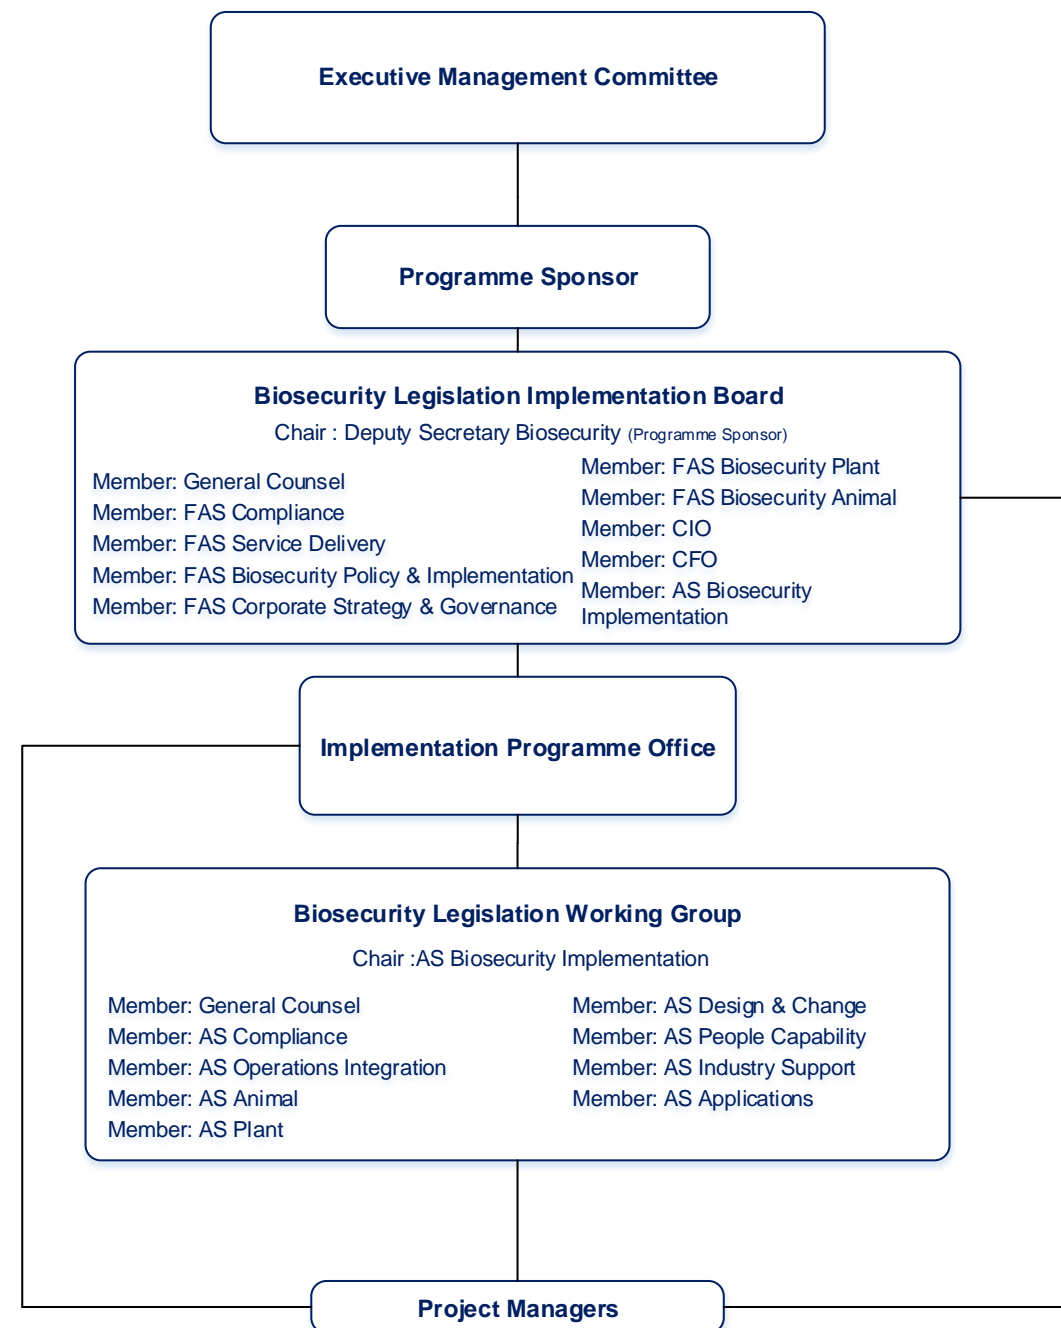 Executive Management Committee
Programme Sponsor
Biosecurity Legislation Implementation Board
Chair : Deputy Secretary Biosecurity (Programme Sponsor)
Member: General Counsel
Member: FAS Compliance
Member: FAS Service Delivery
Member: FAS Biosecurity Policy & Implementation
Member: FAS Corporate Strategy & Governance
Member: FAS Biosecurity Plant
Member: FAS Biosecurity Animal
Member: CIO
Member: CFO
Member: AS Biosecurity
Implementation
Implementation Programme Office
Biosecurity Legislation Working Group
Chair :AS Biosecurity Implementation
Member: General Counsel
Member: AS Compliance
Member: AS Operations Integration
Member: AS Animal
Member: AS Plant
Member: AS Design & Change
Member: AS People Capability
Member: AS Industry Support
Member: AS Applications
Project Managers